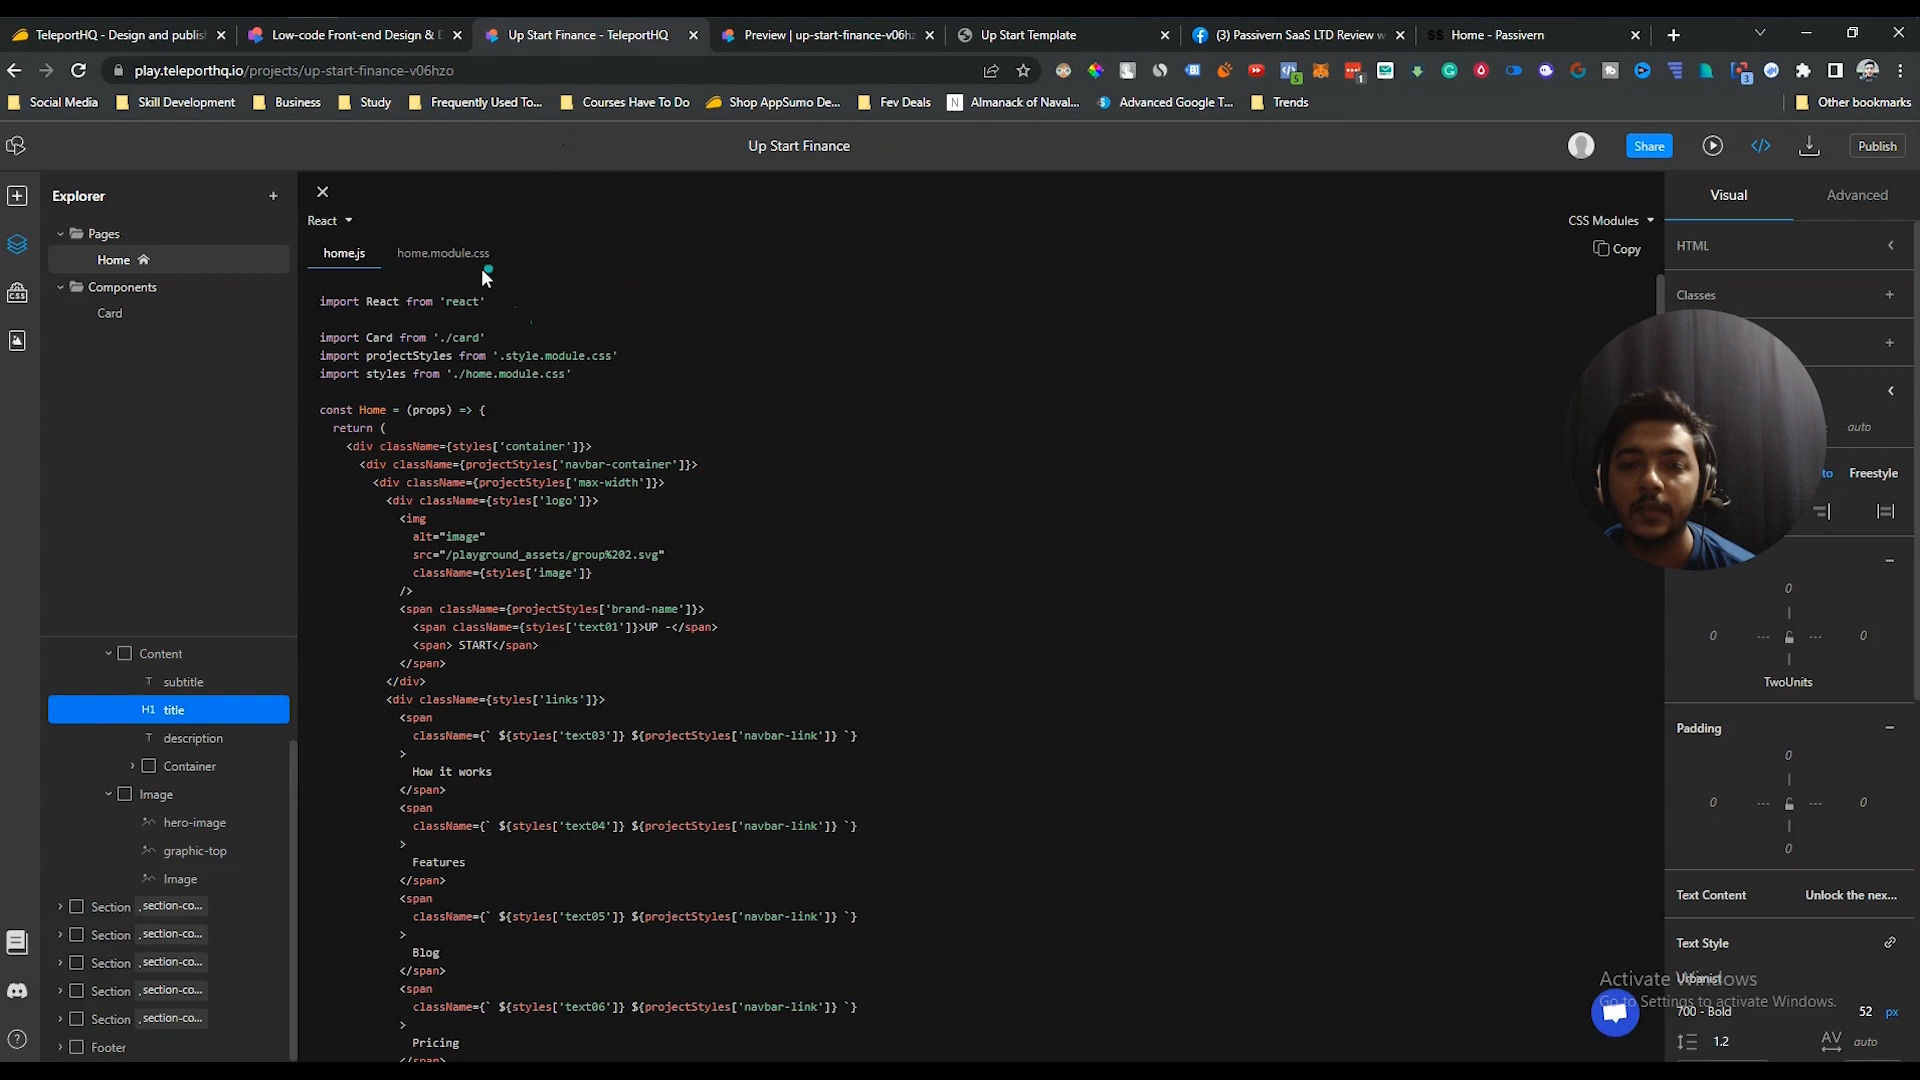 TeleportHQ - Design and publis
Low-code Front-end Design & D
Up Start Finance - TeleportHQ
Preview | up-start-finance-v06hz
Up Start Template
(3) Passivern SaaS LTD Review w
Home - Passivern
play.teleporthq.io/projects/up-start-finance-v06hzo
Social Media
Skill Development
Business
Study
Frequently Used To...
Courses Have To Do
Shop AppSumo De...
Fev Deals
Almanack of Naval...
Advanced Google T...
Trends
Other bookmarks
Up Start Finance
Share
Publish
Explorer
Pages
Home
Components
Card
Content
T subtitle
H1 title
T description
Container
Image
hero-image
graphic-top
Image
Section .section-co...
Section .section-co...
Section .section-co...
Section .section-co...
Section .section-co...
Footer
React
CSS Modules
home.js
home.module.css
Copy
import React from 'react'
import Card from './card'
import projectStyles from '.style.module.css'
import styles from './home.module.css'
const Home = (props) => {
return (
<div className={styles['container']}>
<div className={projectStyles['navbar-container']}>
<div className={projectStyles['max-width']}>
<div className={styles['logo']}>
<img
alt="image"
src="/playground_assets/group%202.svg"
className={styles['image']}
/>
<span className={projectStyles['brand-name']}>
<span className={styles['text01']}>UP -</span>
<span> START</span>
</span>
</div>
<div className={styles['links']}>
<span
className={` ${styles['text03']} ${projectStyles['navbar-link']} `}
>
How it works
</span>
<span
className={` ${styles['text04']} ${projectStyles['navbar-link']} `}
>
Features
</span>
<span
className={` ${styles['text05']} ${projectStyles['navbar-link']} `}
>
Blog
</span>
<span
className={` ${styles['text06']} ${projectStyles['navbar-link']} `}
>
Pricing
</span>
Visual
Advanced
HTML
Classes
auto
to
Freestyle
0
0
0
TwoUnits
Padding
0
0
0
0
Text Content
Unlock the nex...
Text Style
Urbanist
Activate Windows
Go to Settings to activate Windows.
700 - Bold
52 px
1.2
AV
auto